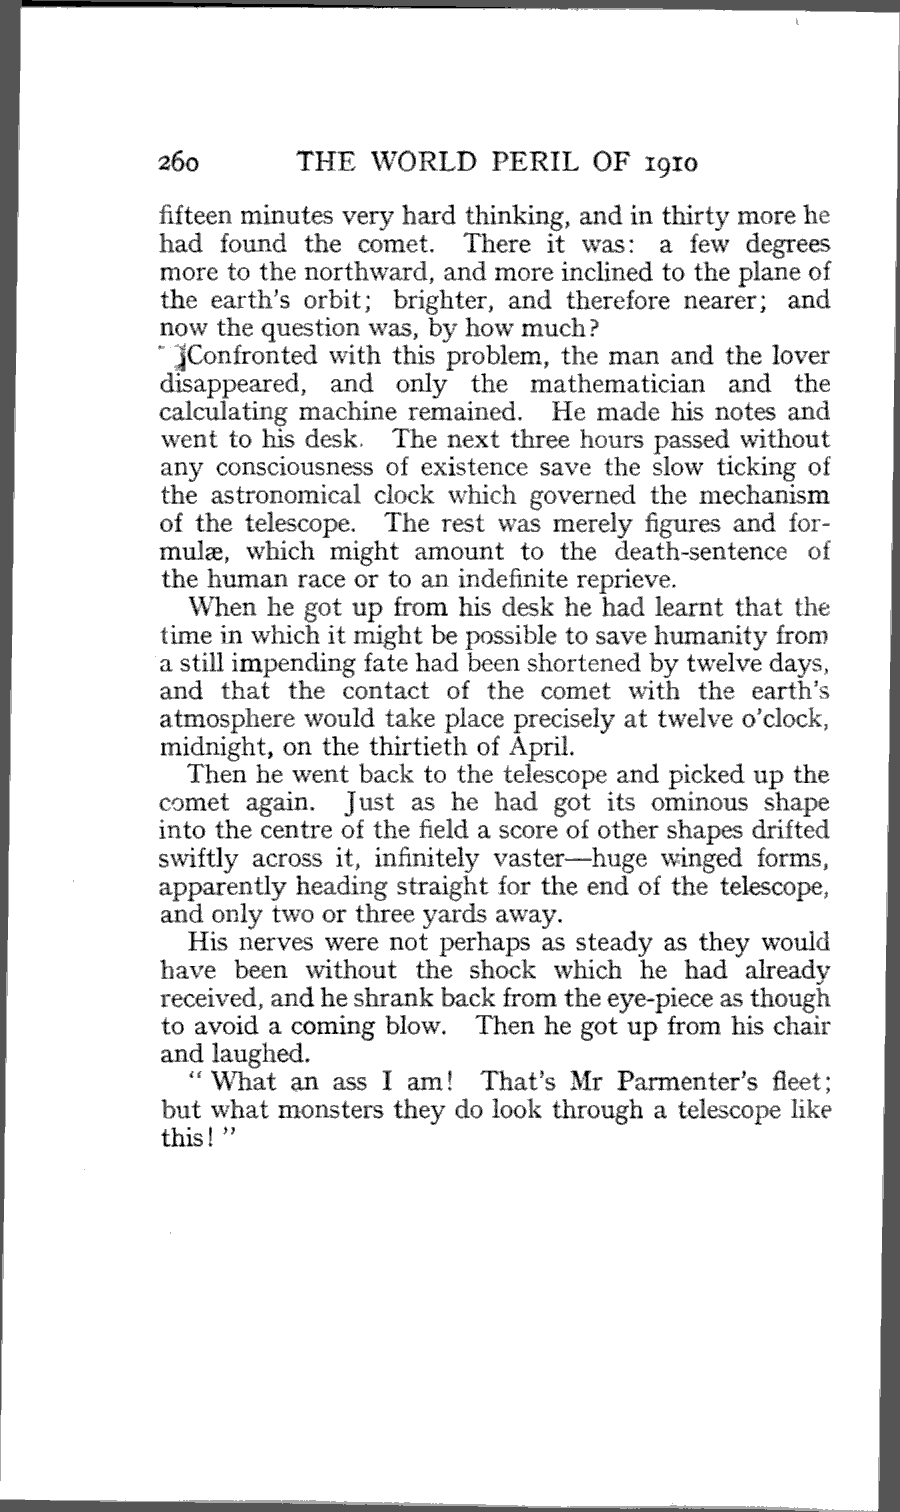 260 THE WORLD PERIL OF 1910
fifteen minutes very hard thinking, and in thirty more he
had found the comet. There it was: a few degrees
more to the northward, and more inclined to the plane of
the earth's orbit; brighter, and therefore nearer; and
now the question was, by how much?
Confronted with this problem, the man and the lover
disappeared, and only the mathematician and the
calculating machine remained. He made his notes and
went to his desk. The next three hours passed without
any consciousness of existence save the slow ticking of
the astronomical clock which governed the mechanism
of the telescope. The rest was merely figures and for-
mulæ, which might amount to the death-sentence of
the human race or to an indefinite reprieve.
When he got up from his desk he had learnt that the
time in which it might be possible to save humanity from
a still impending fate had been shortened by twelve days,
and that the contact of the comet with the earth's
atmosphere would take place precisely at twelve o'clock,
midnight, on the thirtieth of April.
Then he went back to the telescope and picked up the
comet again. Just as he had got its ominous shape
into the centre of the field a score of other shapes drifted
swiftly across it, infinitely vaster—huge winged forms,
apparently heading straight for the end of the telescope,
and only two or three yards away.
His nerves were not perhaps as steady as they would
have been without the shock which he had already
received, and he shrank back from the eye-piece as though
to avoid a coming blow. Then he got up from his chair
and laughed.
“ What an ass I am! That's Mr Parmenter's fleet;
but what monsters they do look through a telescope like
this! ”